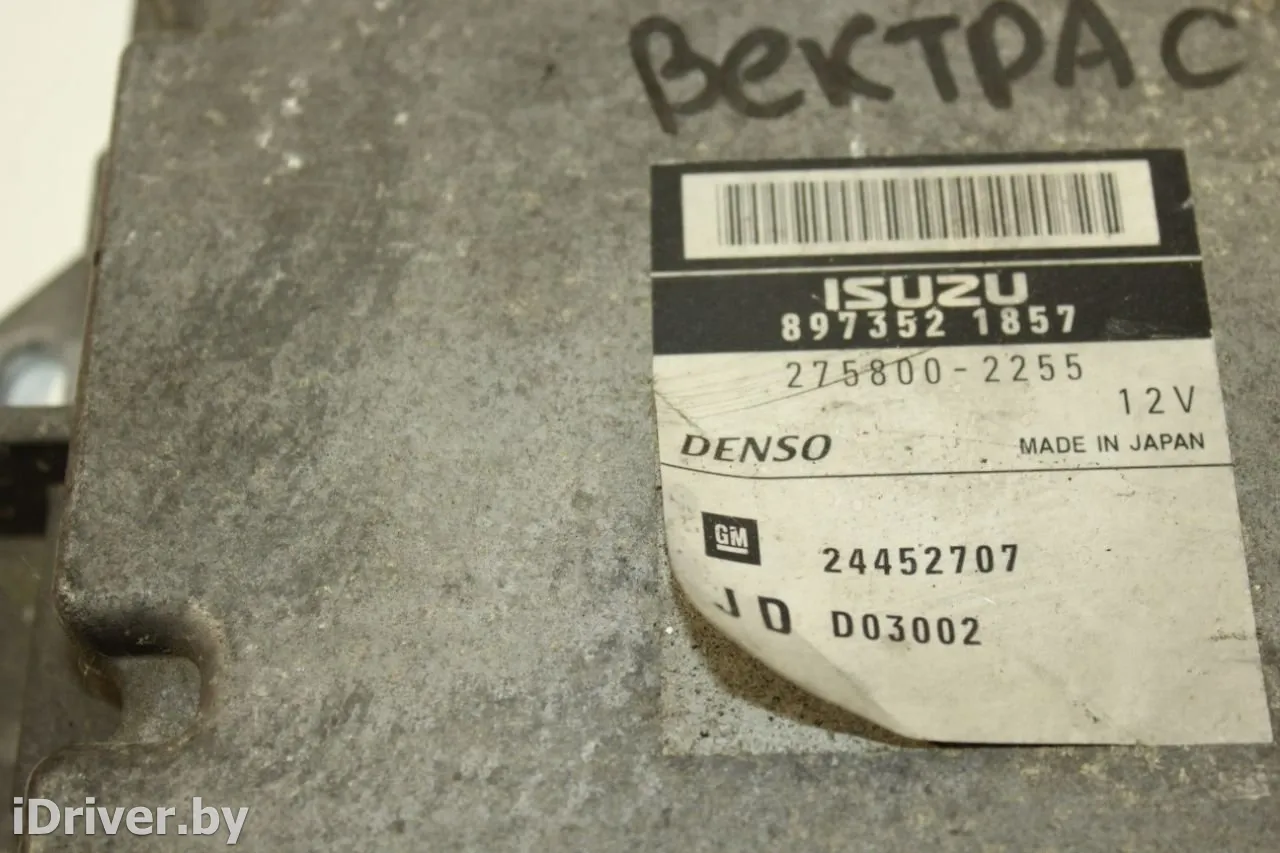 Вектра С
ISUZU
897352 1857
275800-2255
12V
DENSO MADE IN JAPAN
GM 24452707
JD D03002
iDriver.by